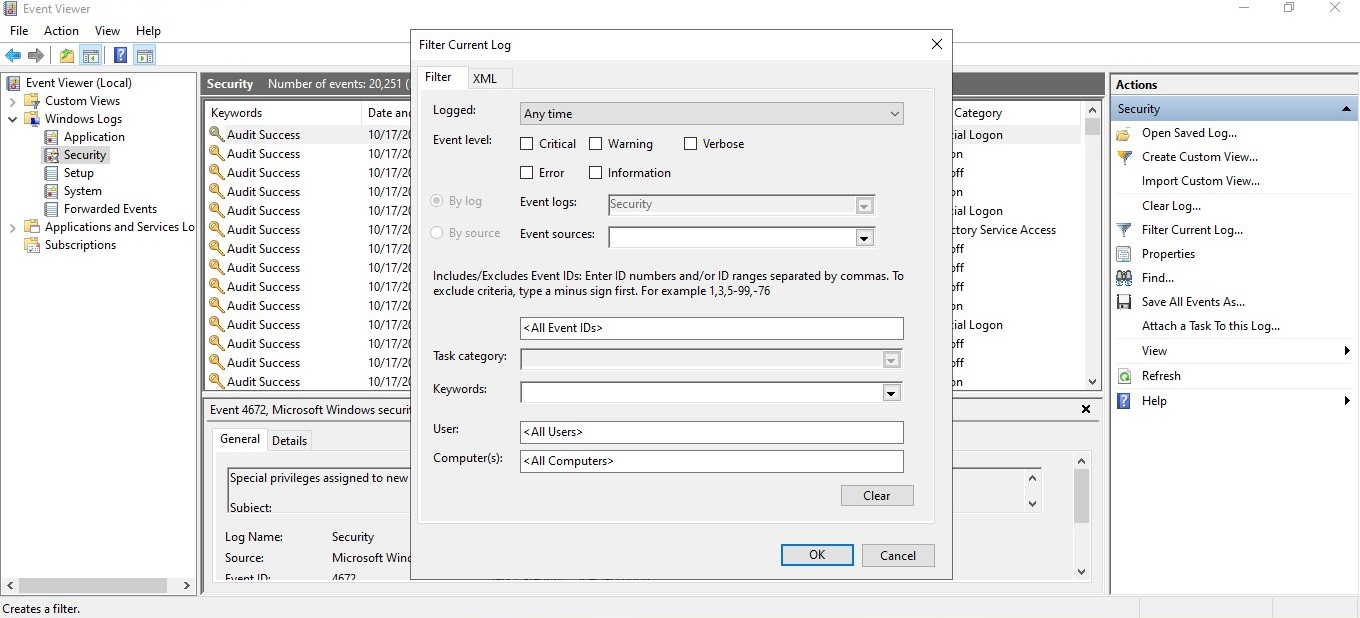 Event Viewer
File Action View Help
Event Viewer (Local)
Custom Views
Windows Logs
Application
Security
Setup
System
Forwarded Events
Applications and Services Lo
Subscriptions
Security Number of events: 20,251 (
Keywords Date an Category
Audit Success 10/17/20 ial Logon
Audit Success 10/17/20 on
Audit Success 10/17/20 off
Audit Success 10/17/20 on
Audit Success 10/17/20 ial Logon
Audit Success 10/17/20 ctory Service Access
Audit Success 10/17/20 off
Audit Success 10/17/20 off
Audit Success 10/17/20 on
Audit Success 10/17/20 on
Audit Success 10/17/20 ial Logon
Audit Success 10/17/20 off
Audit Success 10/17/20 off
Audit Success 10/17/20 on
Event 4672, Microsoft Windows securit
General Details
Special privileges assigned to new
Subject:
Log Name: Security
Source: Microsoft Wind
Event ID: 4672
Filter Current Log
Filter XML
Logged: Any time
Event level: Critical Warning Verbose
Error Information
By log Event logs: Security
By source Event sources:
Includes/Excludes Event IDs: Enter ID numbers and/or ID ranges separated by commas. To
exclude criteria, type a minus sign first. For example 1,3,5-99,-76
<All Event IDs>
Task category:
Keywords:
User: <All Users>
Computer(s): <All Computers>
Clear
OK Cancel
Actions
Security
Open Saved Log...
Create Custom View...
Import Custom View...
Clear Log...
Filter Current Log...
Properties
Find...
Save All Events As...
Attach a Task To this Log...
View
Refresh
Help
Creates a filter.